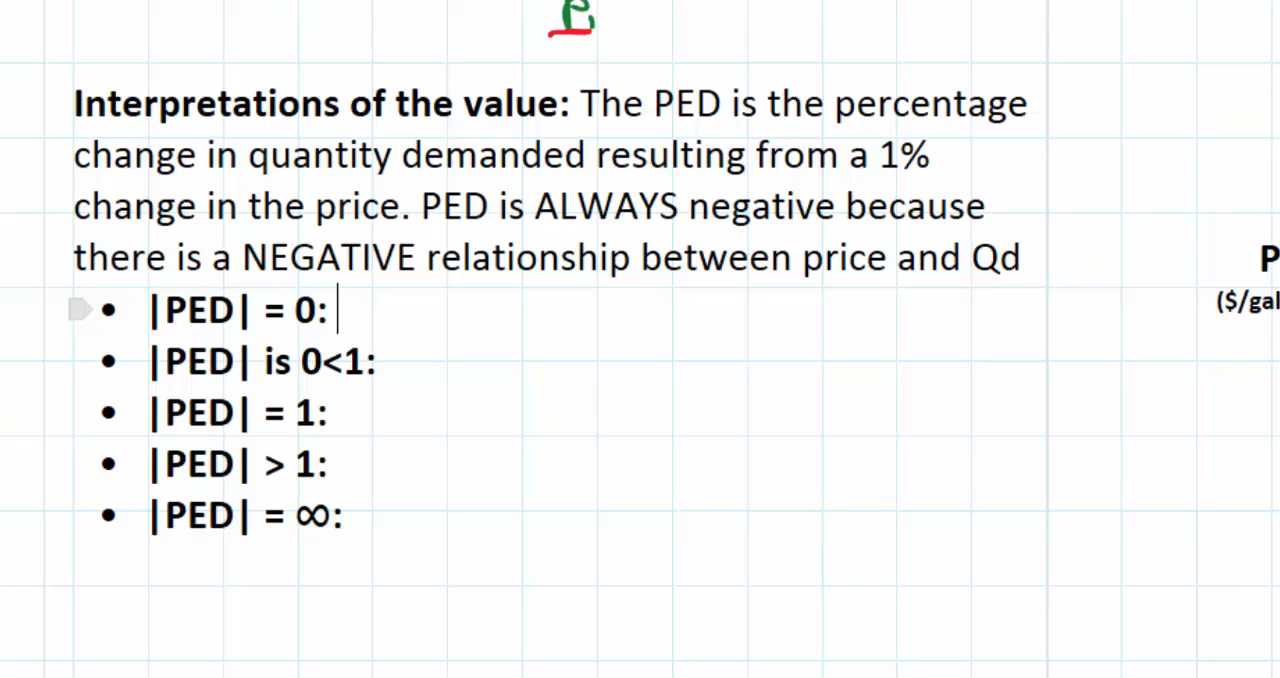 Interpretations of the value: The PED is the percentage
change in quantity demanded resulting from a 1%
change in the price. PED is ALWAYS negative because
there is a NEGATIVE relationship between price and Qd
• |PED| = 0:
• |PED| is 0<1:
• |PED| = 1:
• |PED| > 1:
• |PED| = ∞:
P
($/gal